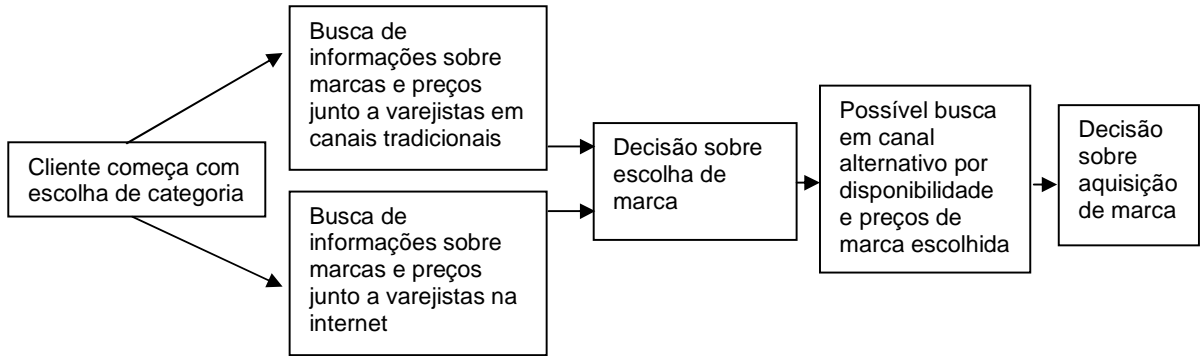 Cliente começa com
escolha de categoria
Busca de
informações sobre
marcas e preços
junto a varejistas em
canais tradicionais
Busca de
informações sobre
marcas e preços
junto a varejistas na
internet
Decisão sobre
escolha de
marca
Possível busca
em canal
alternativo por
disponibilidade
e preços de
marca escolhida
Decisão
sobre
aquisição
de marca